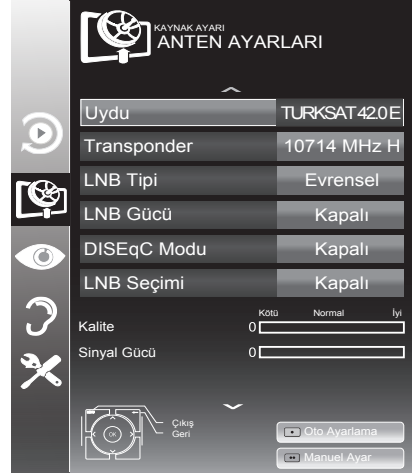 KAYNAK AYARI
ANTEN AYARLARI
Uydu TURKSAT 42.0 E
Transponder 10714 MHz H
LNB Tipi Evrensel
LNB Gücü Kapalı
DISEqC Modu Kapalı
LNB Seçimi Kapalı
Kötü Normal İyi
Kalite 0
Sinyal Gücü 0
OK
Çıkış
Geri
Oto Ayarlama
Manuel Ayar